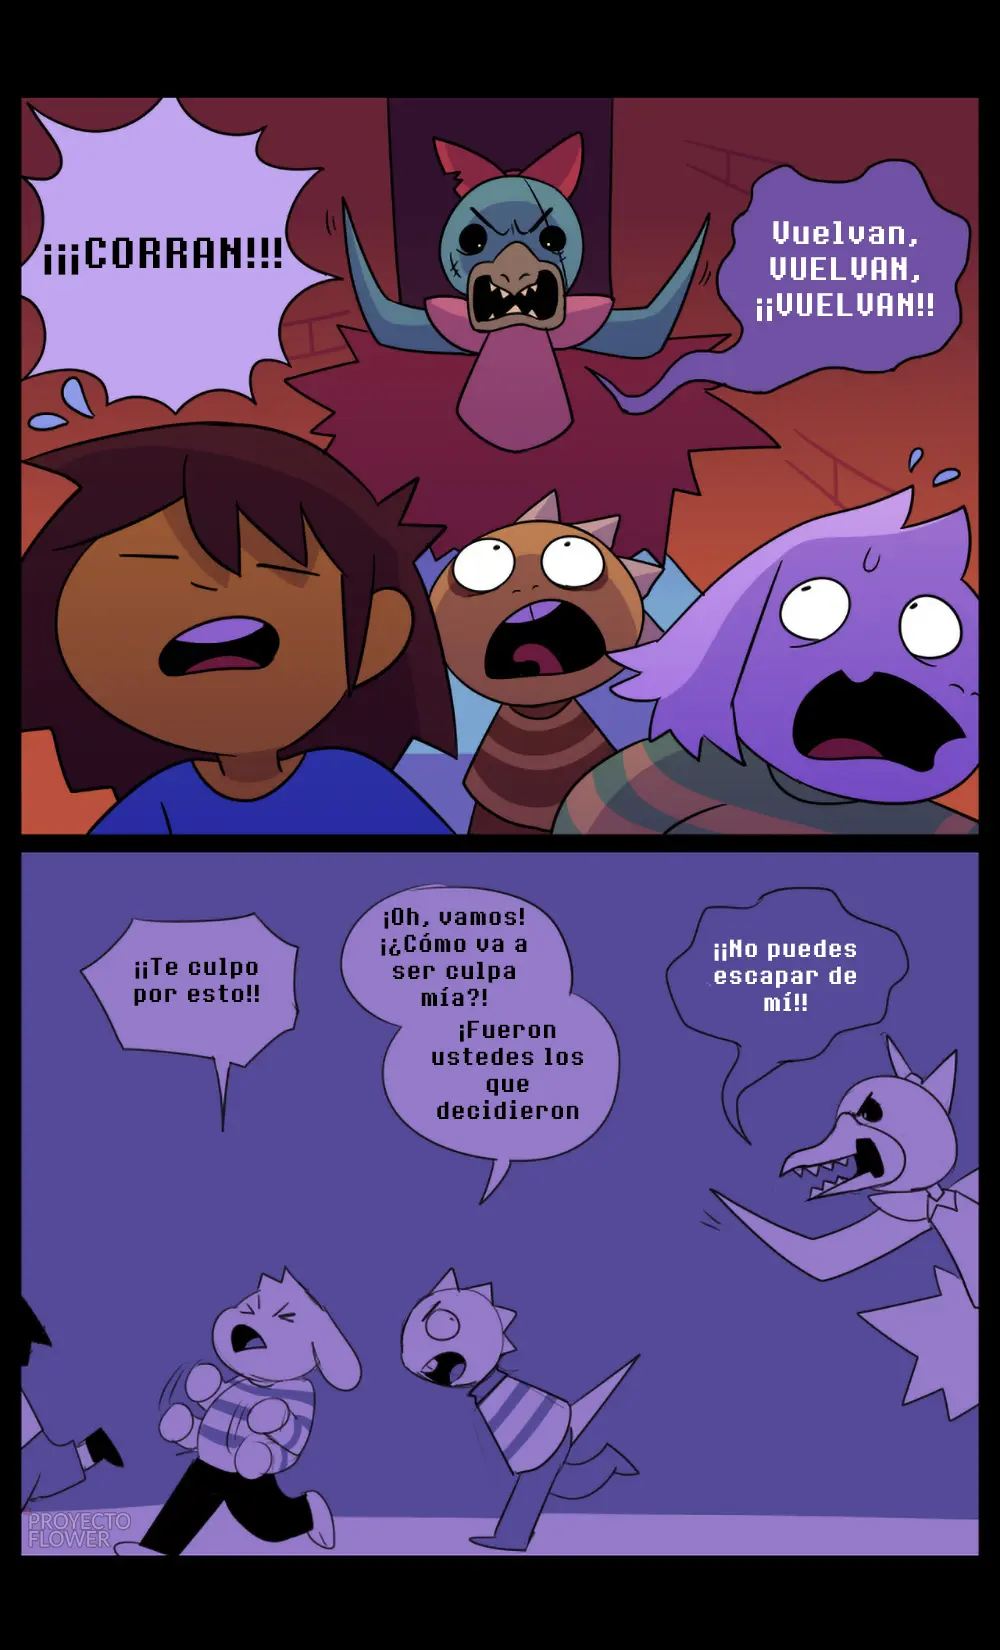 ¡¡¡CORRAN!!!
Vuelvan,
VUELVAN,
¡¡VUELVAN!!
¡¡Te culpo
por esto!!
¡Oh, vamos!
¡¿Cómo va a
ser culpa
mía?!
¡Fueron
ustedes los
que
decidieron
¡¡No puedes
escapar de
mí!!
PROYECTO
FLOWER